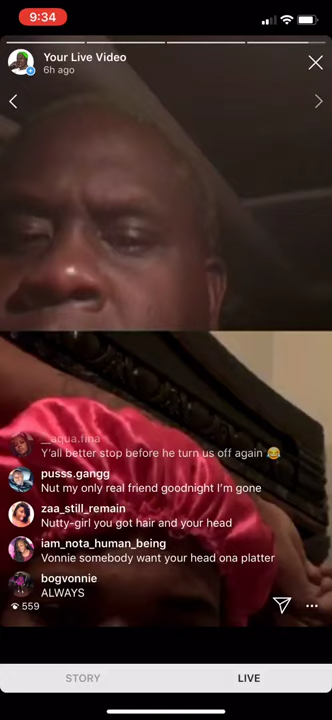 9:34
Your Live Video
6h ago
__aqua.fina
Y'all better stop before he turn us off again 😂
pusss.gangg
Nut my only real friend goodnight I'm gone
zaa_still_remain
Nutty-girl you got hair and your head
iam_nota_human_being
Vonnie somebody want your head ona platter
bogvonnie
ALWAYS
559
STORY
LIVE